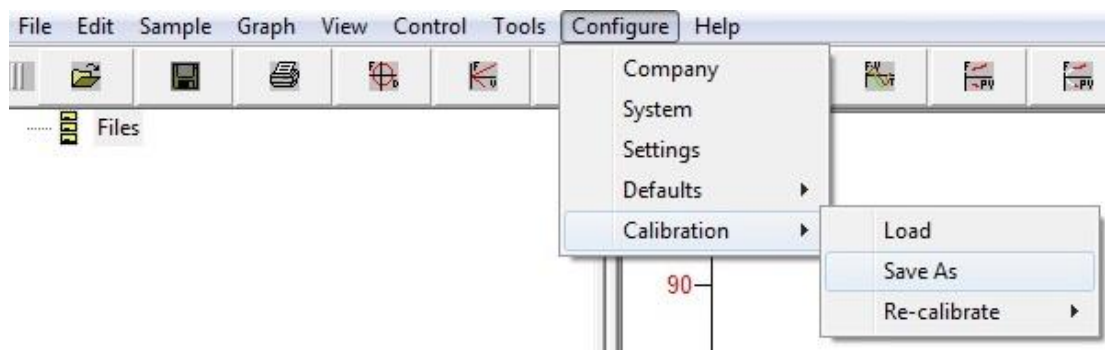 File Edit Sample Graph View Control Tools Configure Help
Company
System
Settings
Defaults
Calibration
Files
Load
Save As
Re-calibrate
90